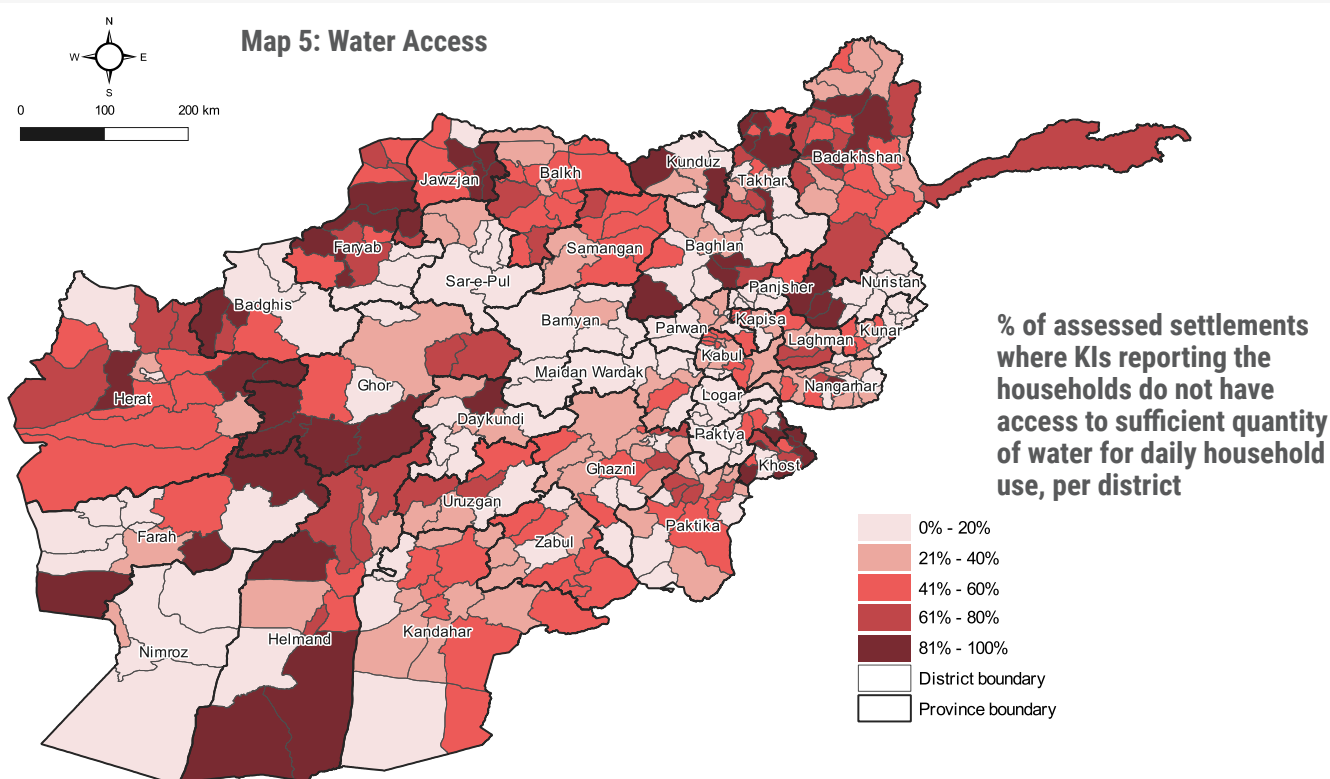 Map 5: Water Access
N
W
E
S
0
100
200 km
Kunduz
Badakhshan
Takhar
Balkh
Jawzjan
Faryab
Samangan
Baghlan
Sar-e-Pul
Panjsher
Nuristan
Badghis
Bamyan
Parwan
Kapisa
Kunar
Laghman
Kabul
Maidan Wardak
Ghor
Nangarhar
Herat
Logar
Daykundi
Paktya
Khost
Ghazni
Uruzgan
Paktika
Farah
Zabul
Helmand
Kandahar
Nimroz
% of assessed settlements
where KIs reporting the
households do not have
access to sufficient quantity
of water for daily household
use, per district
0% - 20%
21% - 40%
41% - 60%
61% - 80%
81% - 100%
District boundary
Province boundary